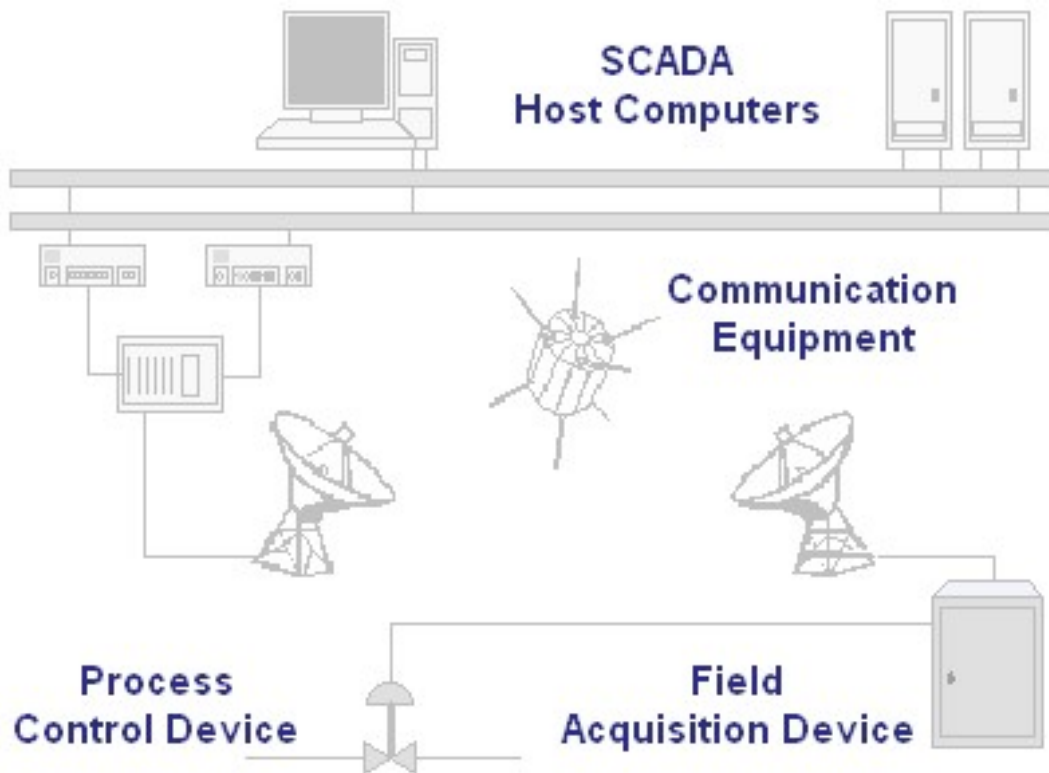 SCADA
Host Computers
Communication
Equipment
Process
Control Device
Field
Acquisition Device